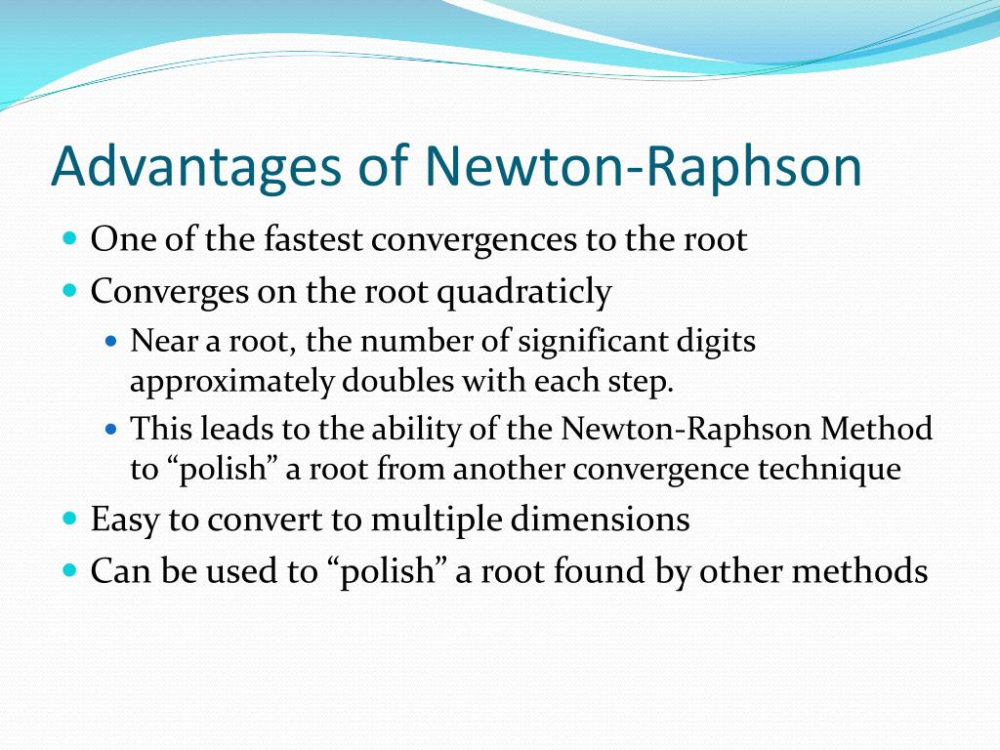 Advantages of Newton-Raphson
• One of the fastest convergences to the root
• Converges on the root quadraticly
• Near a root, the number of significant digits
approximately doubles with each step.
• This leads to the ability of the Newton-Raphson Method
to “polish” a root from another convergence technique
• Easy to convert to multiple dimensions
• Can be used to “polish” a root found by other methods